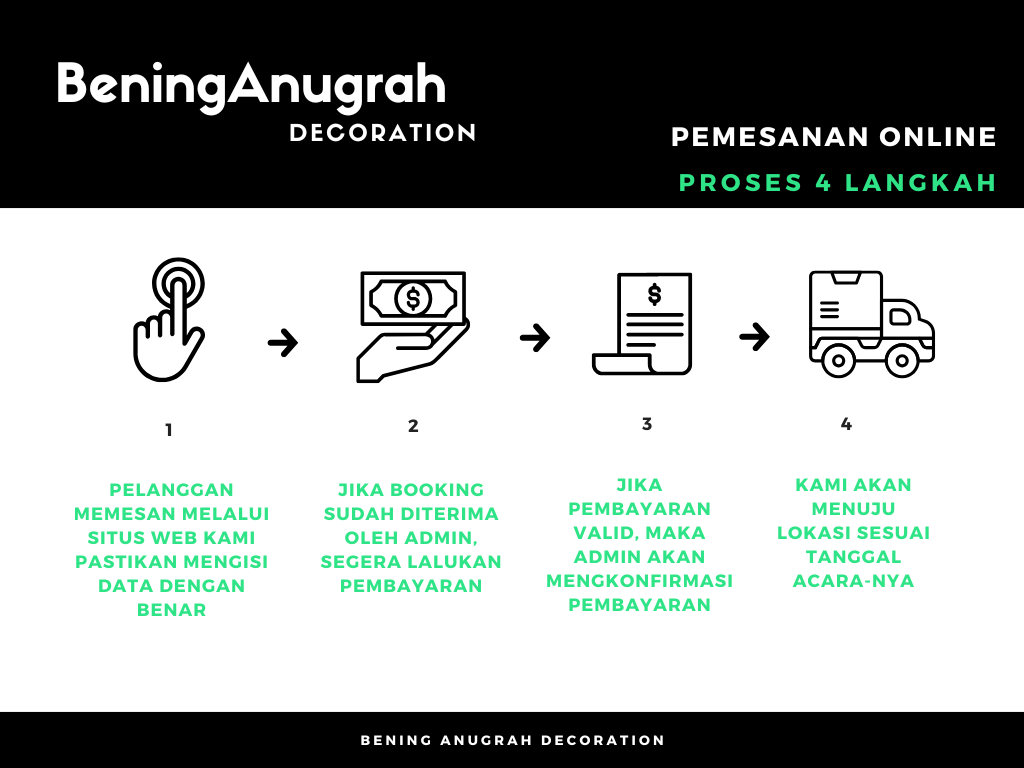 BeningAnugrah
DECORATION
PEMESANAN ONLINE
PROSES 4 LANGKAH
$
$
1
PELANGGAN
MEMESAN MELALUI
SITUS WEB KAMI
PASTIKAN MENGISI
DATA DENGAN
BENAR
2
JIKA BOOKING
SUDAH DITERIMA
OLEH ADMIN,
SEGERA LALUKAN
PEMBAYARAN
3
JIKA
PEMBAYARAN
VALID, MAKA
ADMIN AKAN
MENGKONFIRMASI
PEMBAYARAN
4
KAMI AKAN
MENUJU
LOKASI SESUAI
TANGGAL
ACARA-NYA
BENING ANUGRAH DECORATION